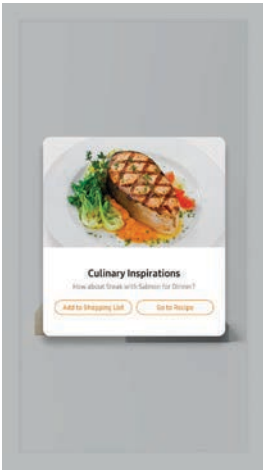 Culinary Inspirations
How about Steak with Salmon for Dinner?
Add to Shopping List
Go to Recipe